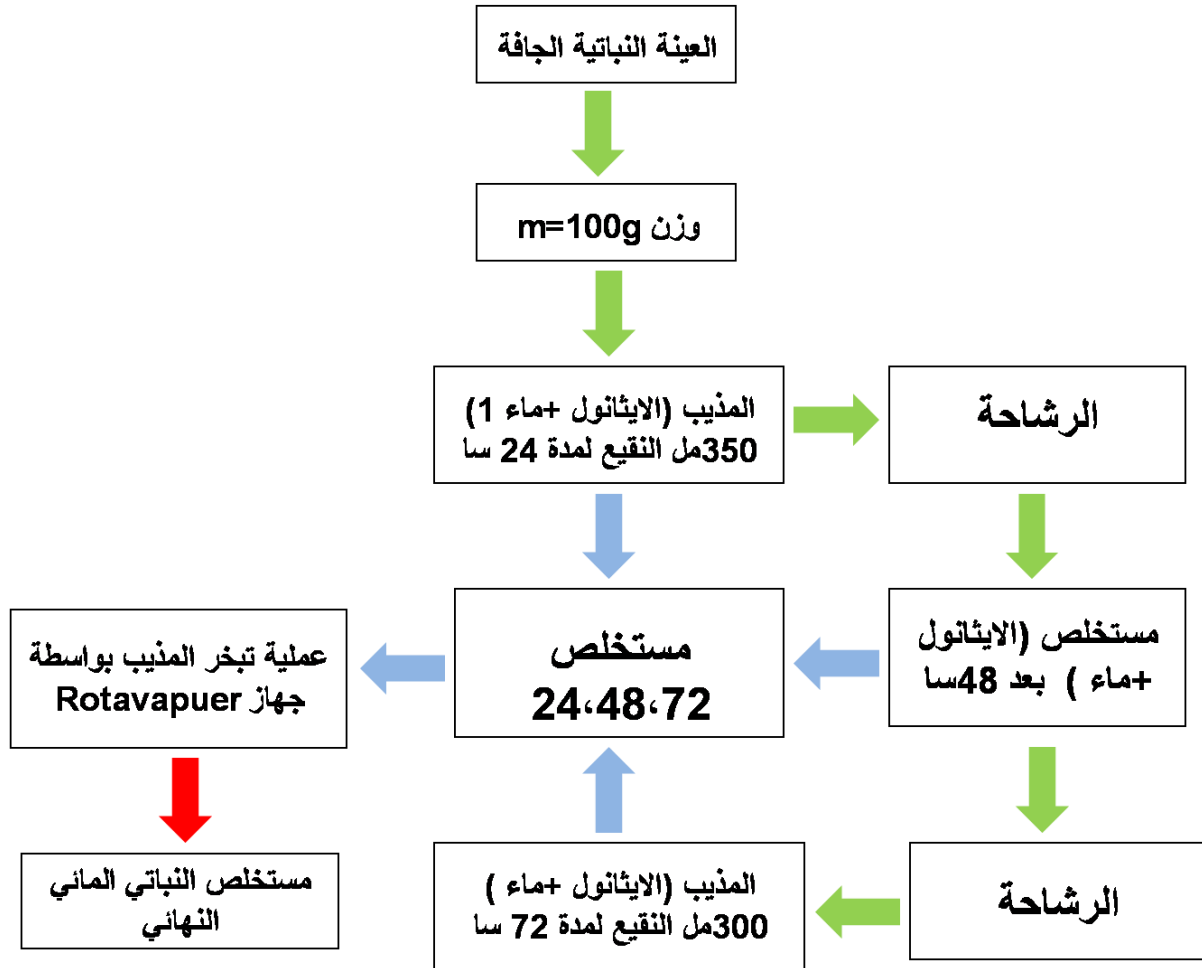 العينة النباتية الجافة
وزن m=100g
المذيب (الايثانول +ماء 1)
350مل النقيع لمدة 24 سا
الرشاحة
مستخلص (الايثانول
+ماء ) بعد 48سا
مستخلص
24،48،72
عملية تبخر المذيب بواسطة
جهاز Rotavapuer
مستخلص النباتي المائي
النهائي
المذيب (الايثانول +ماء )
300مل النقيع لمدة 72 سا
الرشاحة